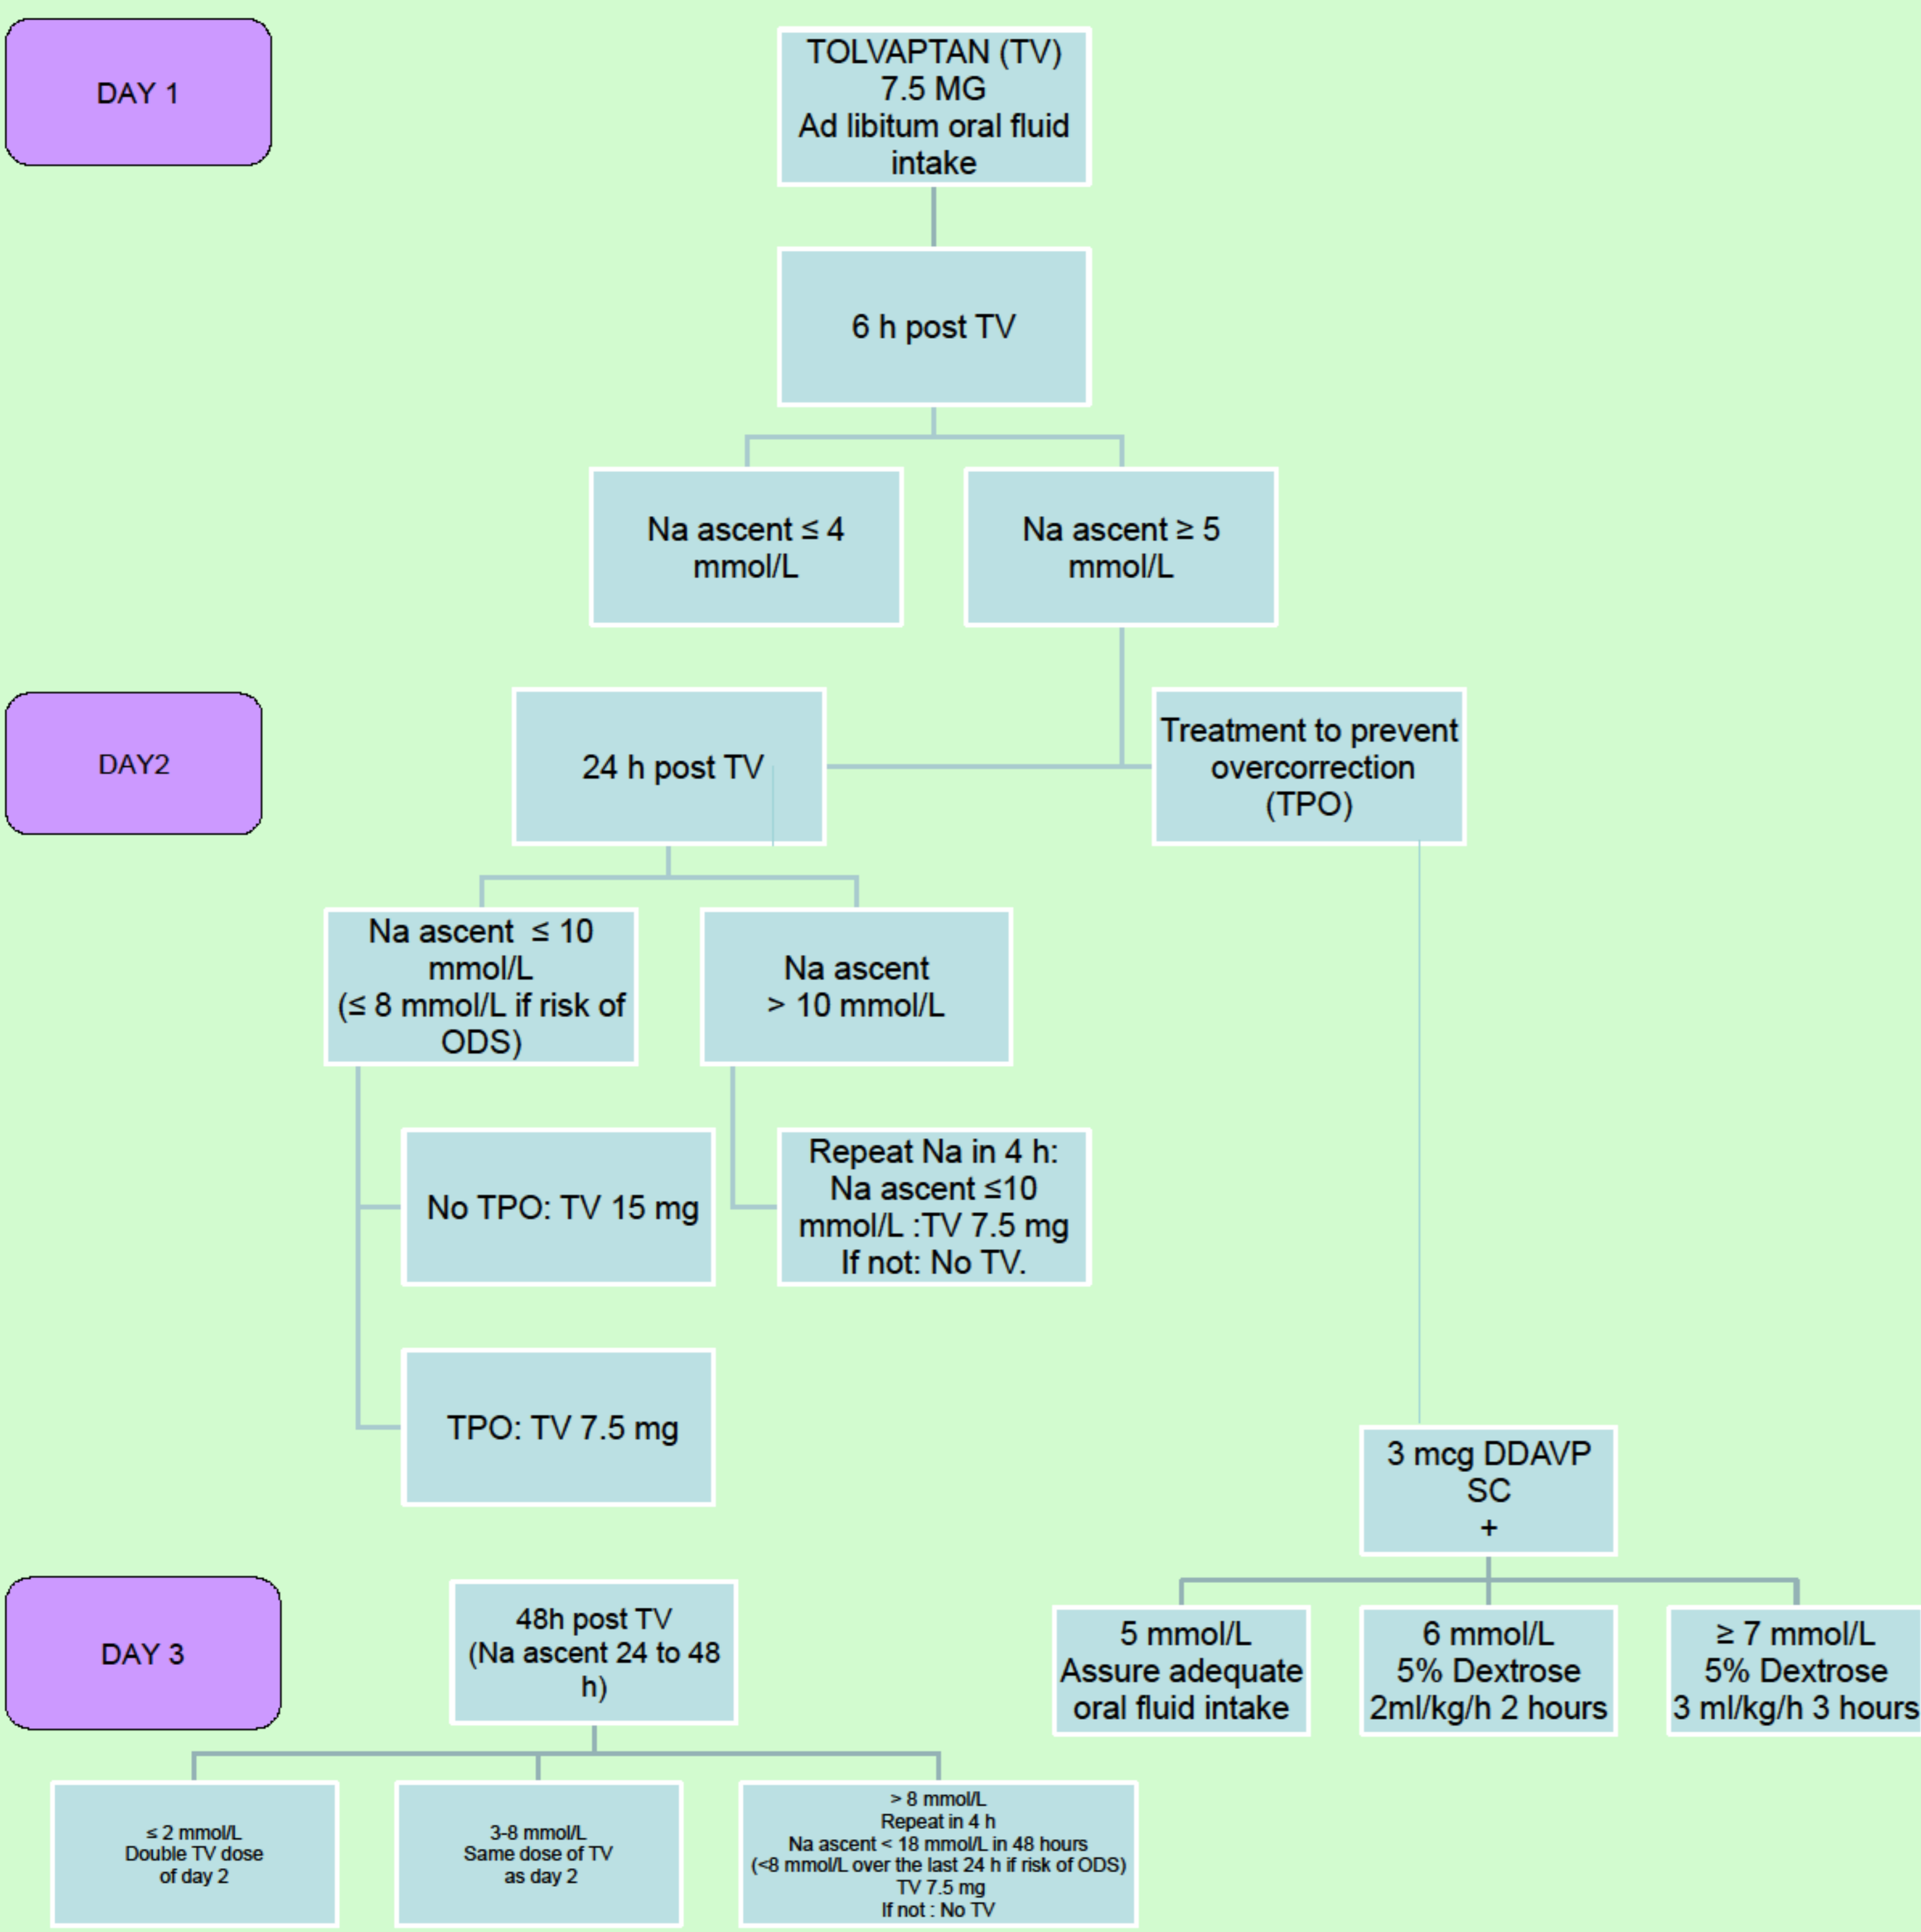 DAY 1
TOLVAPTAN (TV)
7.5 MG
Ad libitum oral fluid
intake
6 h post TV
Na ascent ≤ 4
mmol/L
Na ascent ≥ 5
mmol/L
DAY2
24 h post TV
Treatment to prevent
overcorrection
(TPO)
Na ascent ≤ 10
mmol/L
(≤ 8 mmol/L if risk of
ODS)
Na ascent
> 10 mmol/L
No TPO: TV 15 mg
Repeat Na in 4 h:
Na ascent ≤10
mmol/L :TV 7.5 mg
If not: No TV.
TPO: TV 7.5 mg
3 mcg DDAVP
SC
+
DAY 3
48h post TV
(Na ascent 24 to 48
h)
5 mmol/L
Assure adequate
oral fluid intake
6 mmol/L
5% Dextrose
2ml/kg/h 2 hours
≥ 7 mmol/L
5% Dextrose
3 ml/kg/h 3 hours
≤ 2 mmol/L
Double TV dose
of day 2
3-8 mmol/L
Same dose of TV
as day 2
> 8 mmol/L
Repeat in 4 h
Na ascent < 18 mmol/L in 48 hours
(<8 mmol/L over the last 24 h if risk of ODS)
TV 7.5 mg
If not : No TV